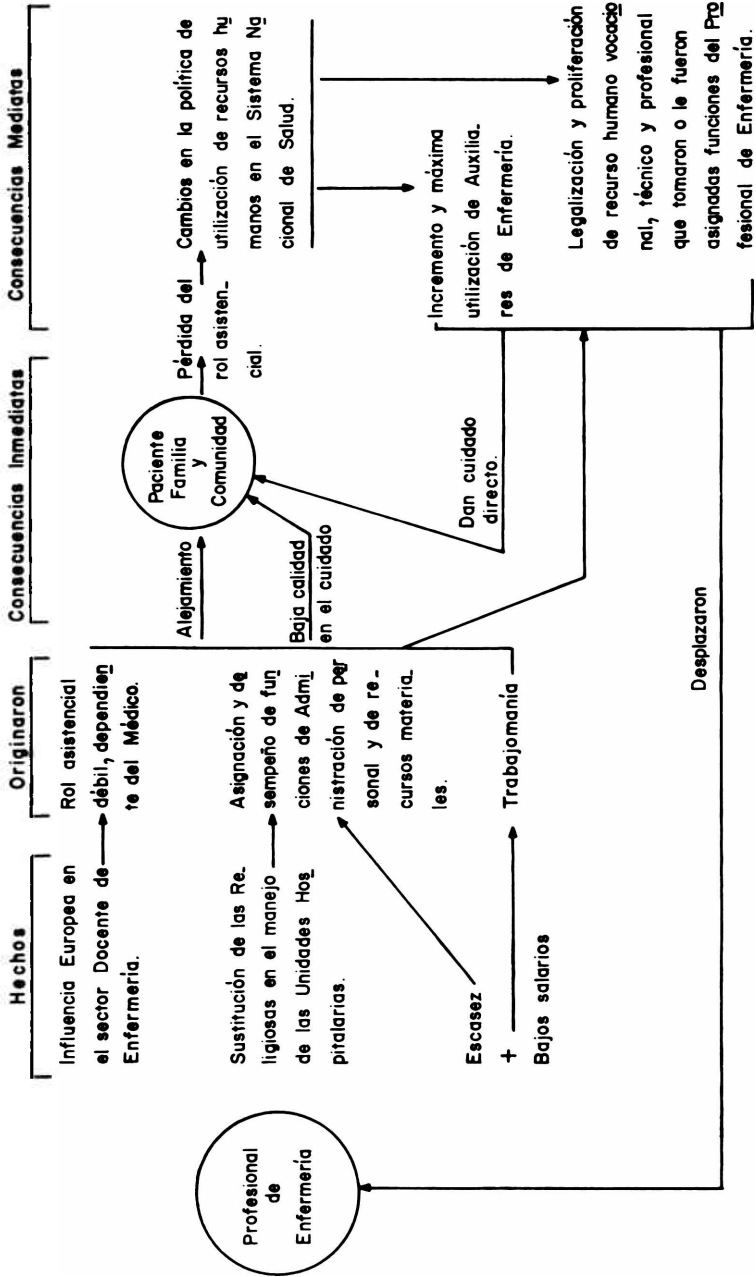 Hechos
Originaron
Consecuencias Inmediatas
Consecuencias Mediatas
Profesional
de
Enfermería
Influencia Europea en
el sector Docente de
Enfermería.
Sustitución de las Re_
ligiosas en el manejo
de las Unidades Hos_
pitalarias.
Escasez
+
Bajos salarios
Rol asistencial
débil, dependien
te del Médico.
Asignación y de
sempeño de fun
ciones de Admi
nistración de per
sonal y de re_
cursos materia_
les.
Trabajomanía
Alejamiento
Baja calidad
en el cuidado
Paciente
Familia
y
Comunidad
Dan cuidado
directo.
Pérdida del
rol asisten_
cial.
Cambios en la política de
utilización de recursos hu
manos en el Sistema Na
cional de Salud.
Incremento y máxima
utilización de Auxilia_
res de Enfermería.
Legalización y proliferación
de recurso humano vocacio
nal, técnico y profesional
que tomaron o le fueron
asignadas funciones del Pro
fesional de Enfermería.
Desplazaron